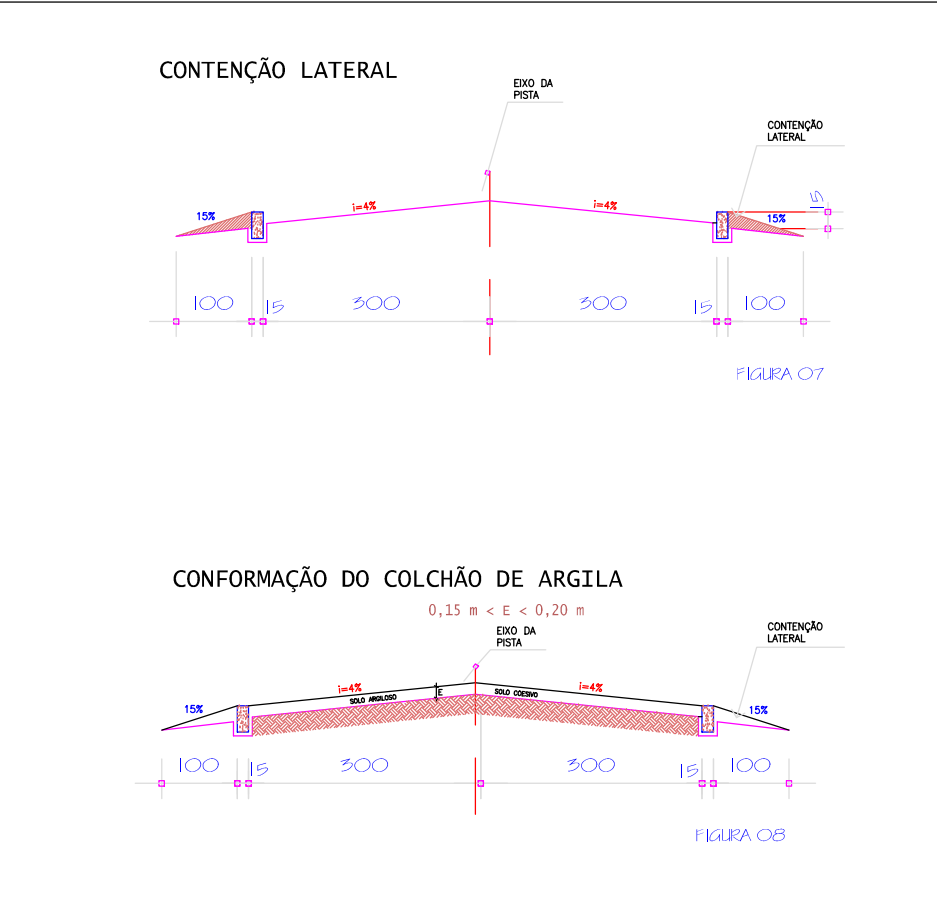 CONTENÇÃO LATERAL
EIXO DA
PISTA
CONTENÇÃO
LATERAL
15%
i=4%
i=4%
15%
15
100
15
300
300
15
100
FIGURA 07
CONFORMAÇÃO DO COLCHÃO DE ARGILA
0,15 m < E < 0,20 m
EIXO DA
PISTA
CONTENÇÃO
LATERAL
15%
i=4%
SOLO ARGILOSO
E
SOLO COESIVO
i=4%
15%
100
15
300
300
15
100
FIGURA 08